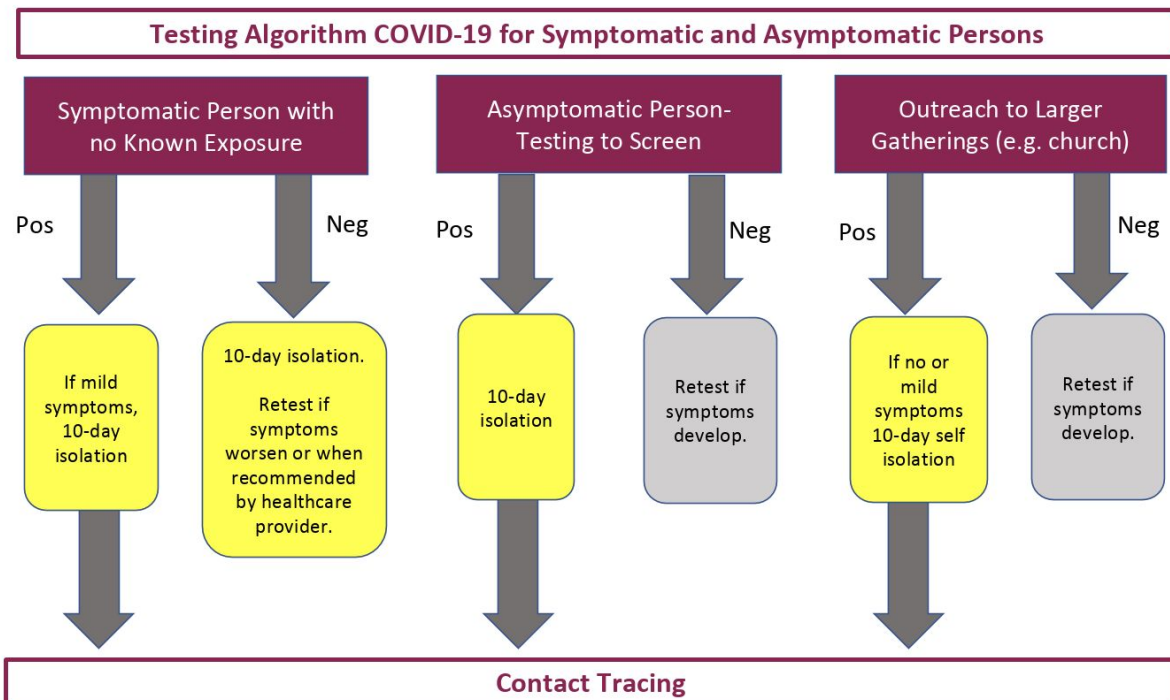 Testing Algorithm COVID-19 for Symptomatic and Asymptomatic Persons
Symptomatic Person with
no Known Exposure
Asymptomatic Person-
Testing to Screen
Outreach to Larger
Gatherings (e.g. church)
Pos
Neg
Pos
Neg
Pos
Neg
If mild
symptoms,
10-day
isolation
10-day isolation.
Retest if
symptoms
worsen or when
recommended
by healthcare
provider.
10-day
isolation
Retest if
symptoms
develop.
If no or
mild
symptoms
10-day self
isolation
Retest if
symptoms
develop.
Contact Tracing